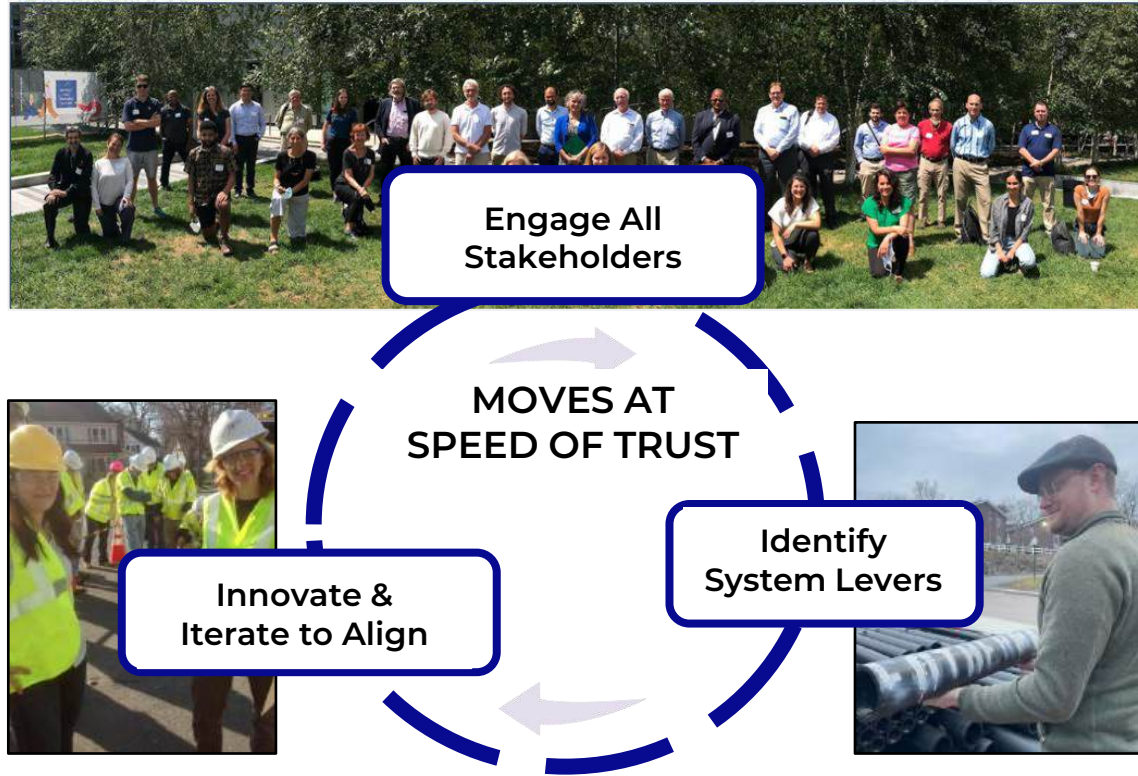 Engage All
Stakeholders
MOVES AT
SPEED OF TRUST
Identify
System Levers
Innovate &
Iterate to Align